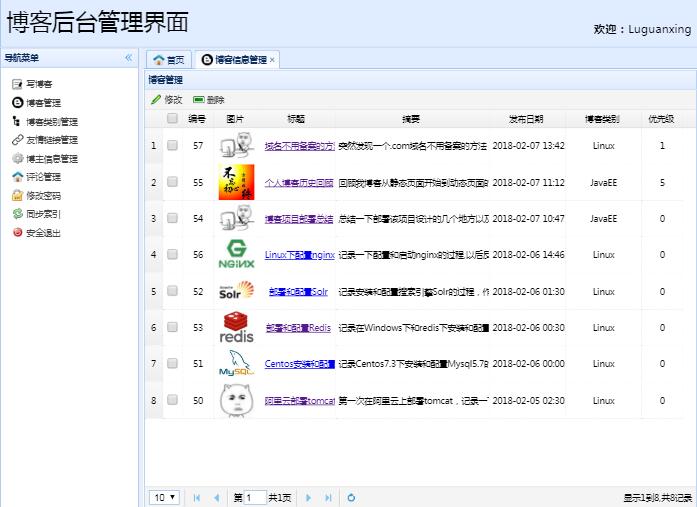 博客后台管理界面
欢迎：Luguanxing
导航菜单
写博客
博客管理
博客类别管理
友情链接管理
博主信息管理
评论管理
修改密码
同步索引
安全退出
首页 博客信息管理 ×
博客管理
修改 删除
编号 图片 标题 摘要 发布日期 博客类别 优先级
1 57 域名不用备案的方 突然发现一个.com域名不用备案的方法 2018-02-07 13:42 Linux 1
2 55 不忘初心 个人博客历史回顾 回顾我博客从静态页面开始到动态页面的 2018-02-07 11:12 JavaEE 5
3 54 博客项目部署总结 总结一下部署该项目设计的几个地方以及 2018-02-07 10:47 JavaEE 0
4 56 NGINX Linux下配置nginx 记录一下配置和启动nginx的过程,以后反 2018-02-06 14:46 Linux 0
5 52 Solr 部署和配置Solr 记录安装和配置搜索引擎Solr的过程，作 2018-02-06 01:30 Linux 0
6 53 redis 部署和配置Redis 记录在Windows下和redis下安装和配置 2018-02-06 00:30 Linux 0
7 51 MySQL Centos安装和配置 记录Centos7.3下安装和配置Mysql5.7的 2018-02-06 00:00 Linux 0
8 50 阿里云部署tomcat 第一次在阿里云上部署tomcat，记录一下 2018-02-05 02:30 Linux 0
10 第 1 共1页 显示1到8,共8记录